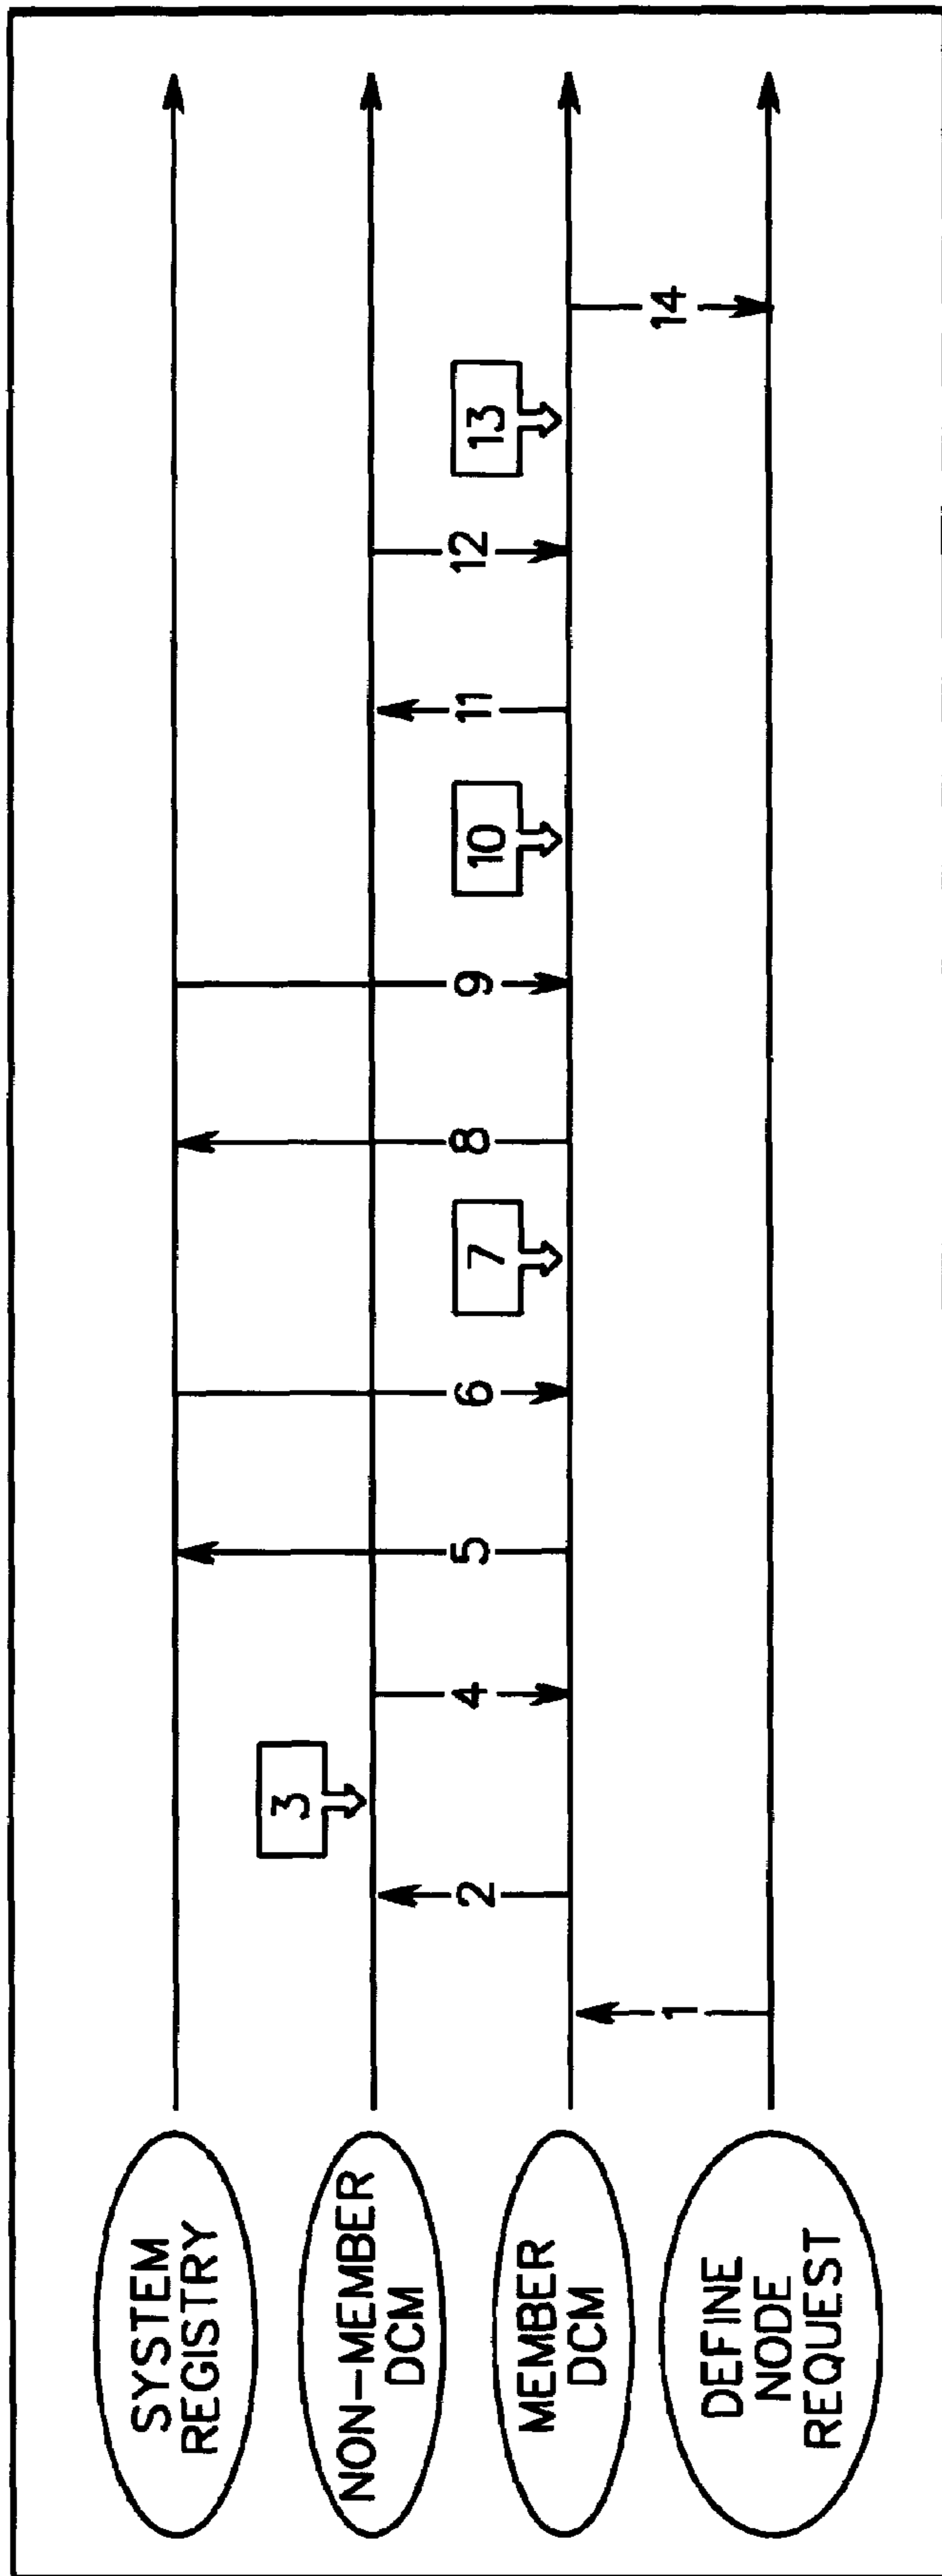 SYSTEM
REGISTRY
NON-MEMBER
DCM
MEMBER
DCM
DEFINE
NODE
REQUEST
1
2
3
4
5
6
7
8
9
10
11
12
13
14